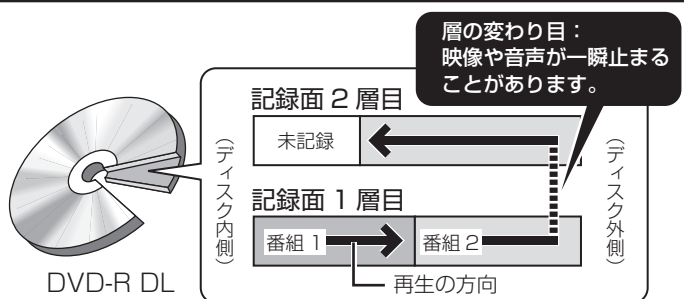 層の変わり目：
映像や音声が一瞬止まる
ことがあります。
記録面 2 層目
未記録
（ディスク内側）
（ディスク外側）
記録面 1 層目
番組 1
番組 2
再生の方向
DVD-R DL